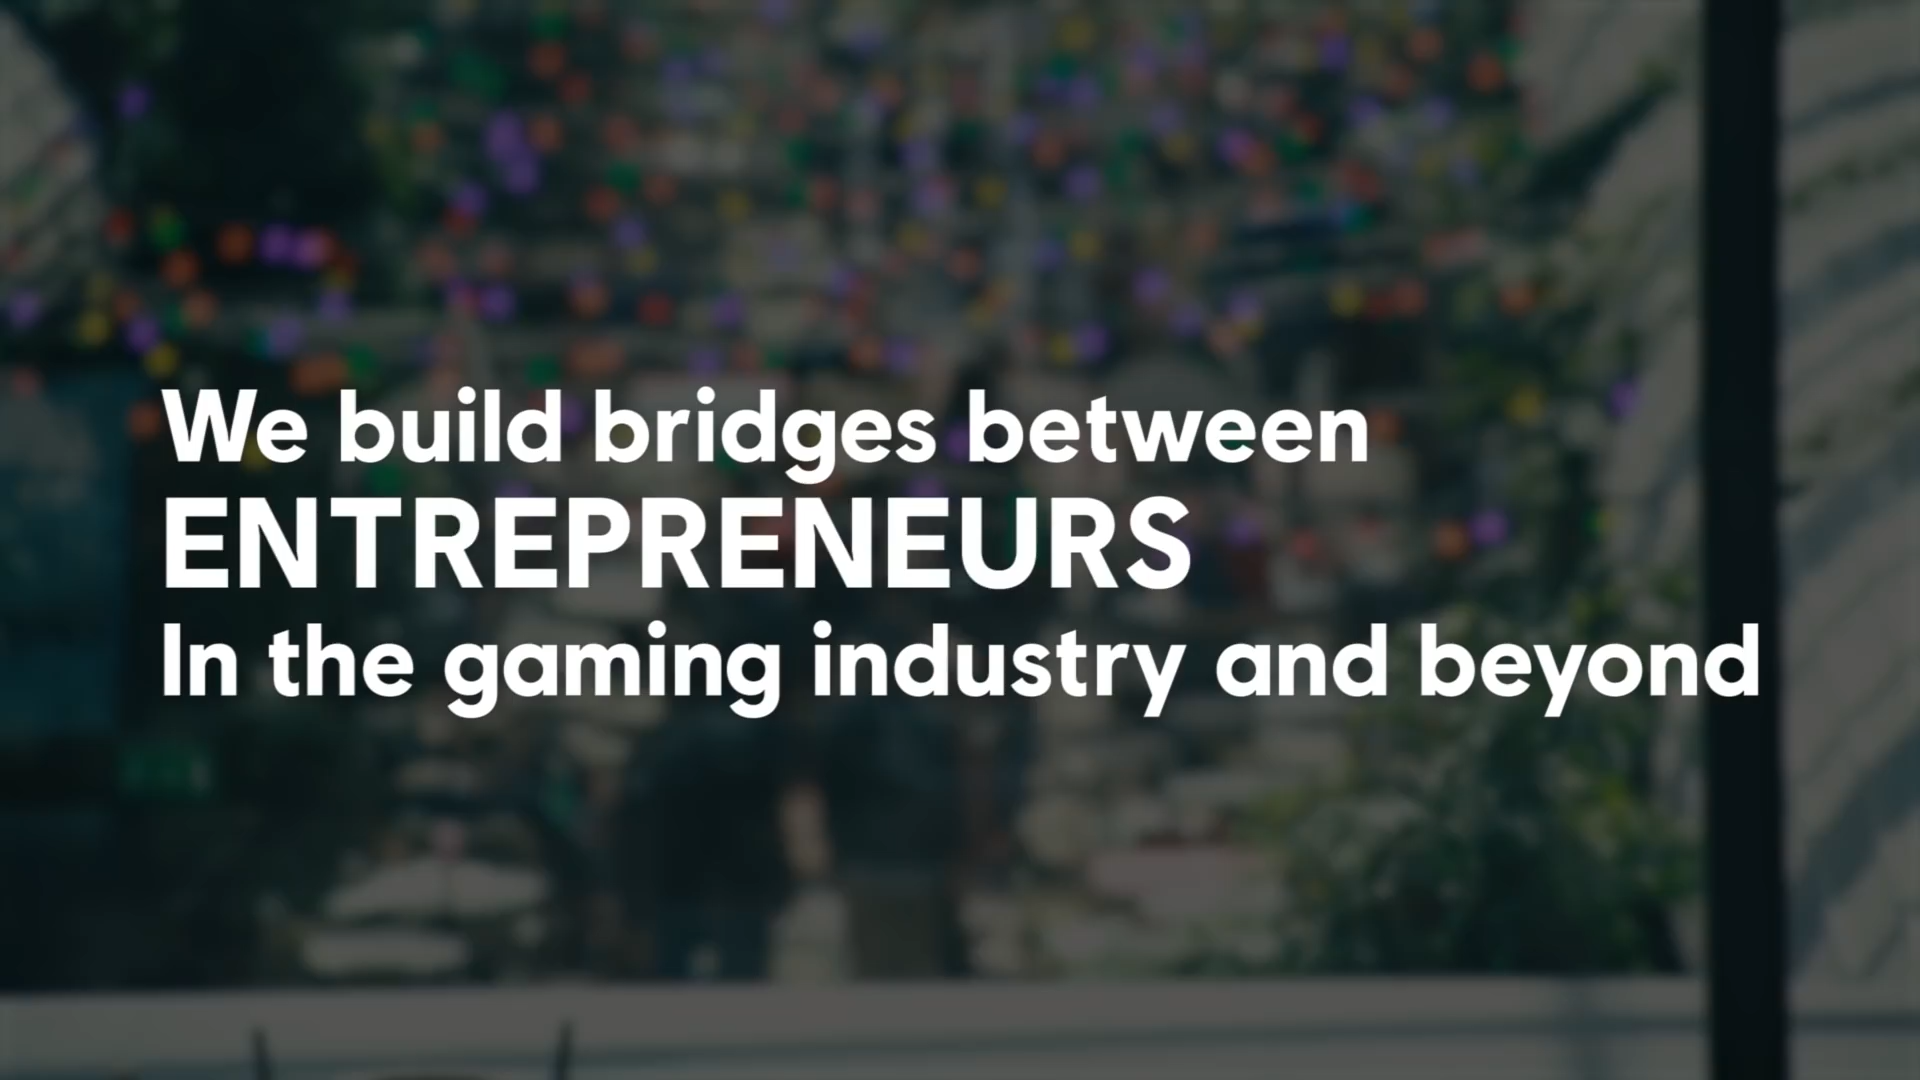 We build bridges between
ENTREPRENEURS
In the gaming industry and beyond